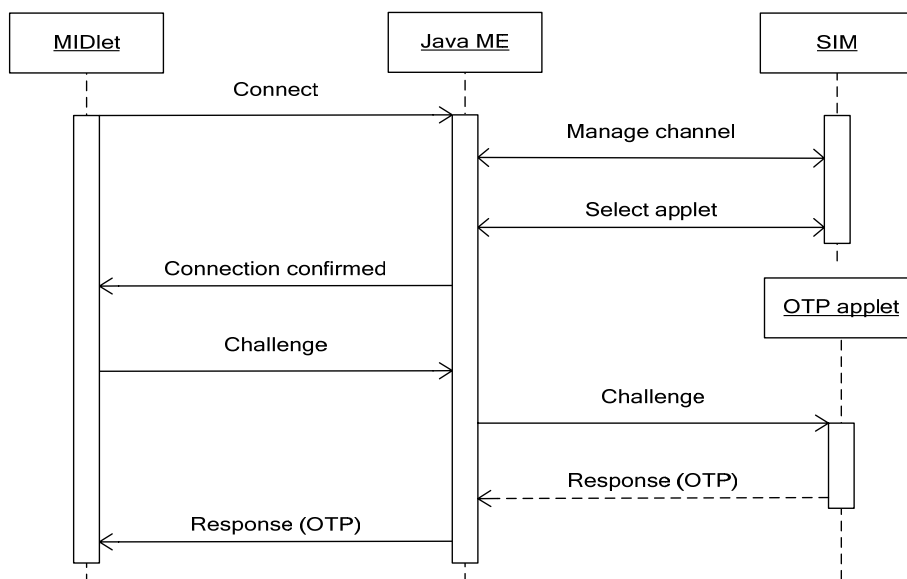 MIDlet
Java ME
SIM
Connect
Manage channel
Select applet
Connection confirmed
OTP applet
Challenge
Challenge
Response (OTP)
Response (OTP)